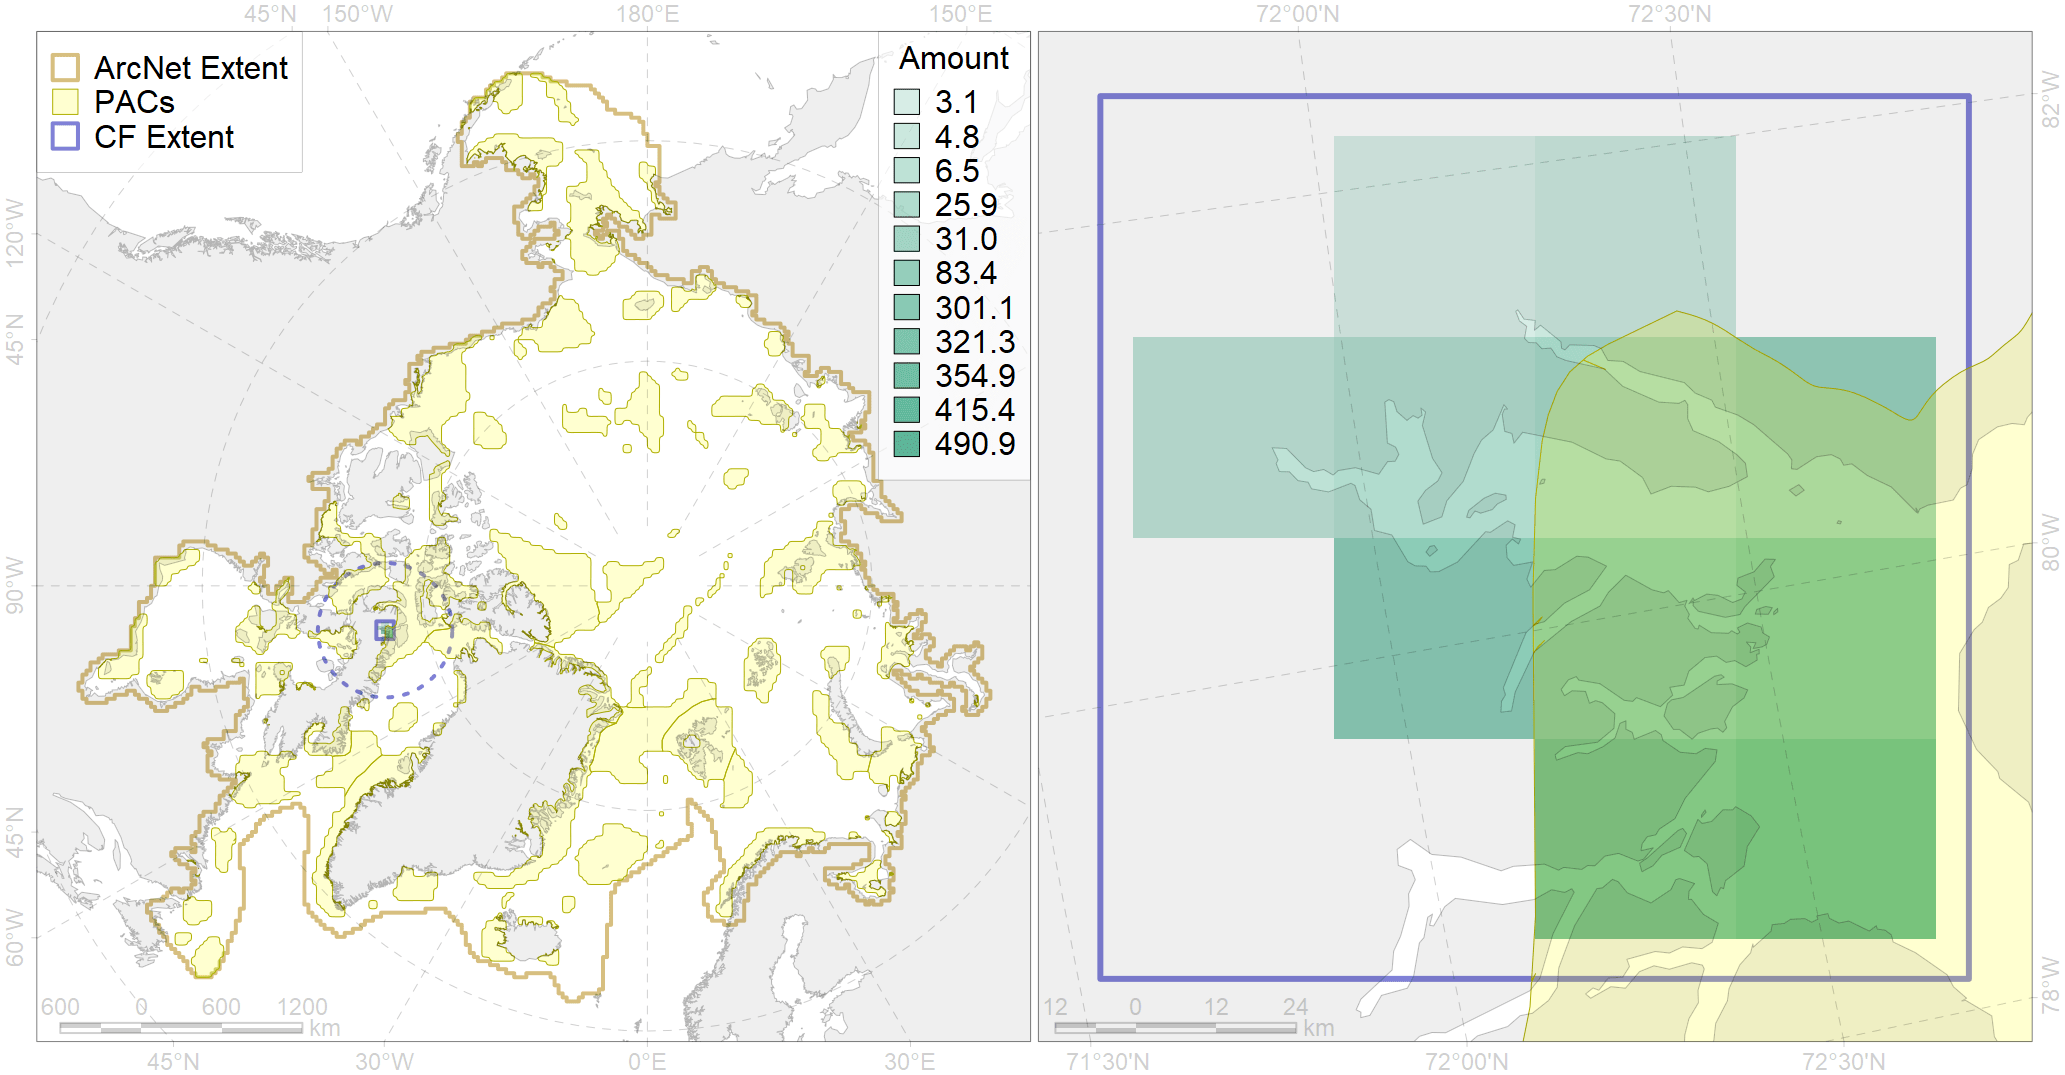 45°N 150°W 180°E 150°E 72°00'N 72°30'N
ArcNet Extent
PACs
CF Extent
Amount
3.1
4.8
6.5
25.9
31.0
83.4
301.1
321.3
354.9
415.4
490.9
120°W
45°N
90°W
45°N
60°W
82°W
80°W
78°W
600 0 600 1200
km
12 0 12 24
km
45°N 30°W 0°E 30°E 71°30'N 72°00'N 72°30'N